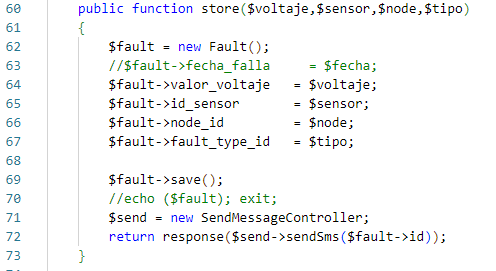 60 public function store($voltaje,$sensor,$node,$tipo)
61 {
62 $fault = new Fault();
63 //$fault->fecha_falla = $fecha;
64 $fault->valor_voltaje = $voltaje;
65 $fault->id_sensor = $sensor;
66 $fault->node_id = $node;
67 $fault->fault_type_id = $tipo;
68
69 $fault->save();
70 //echo ($fault); exit;
71 $send = new SendMessageController;
72 return response($send->sendSms($fault->id));
73 }